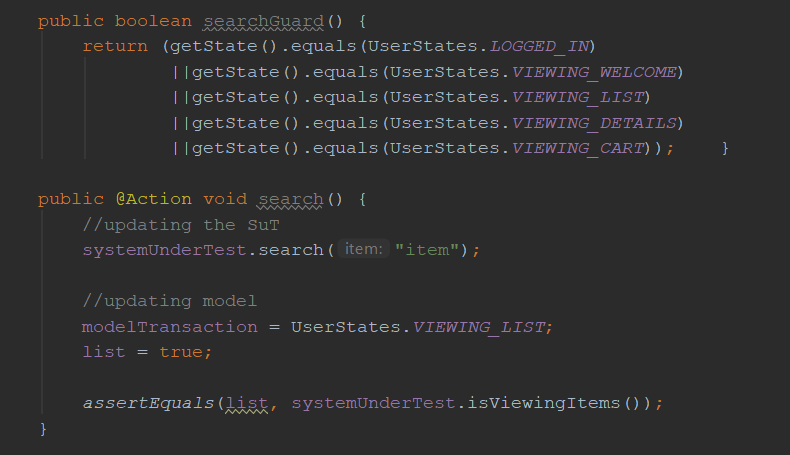 public boolean searchGuard() {
return (getState().equals(UserStates.LOGGED_IN)
||getState().equals(UserStates.VIEWING_WELCOME)
||getState().equals(UserStates.VIEWING_LIST)
||getState().equals(UserStates.VIEWING_DETAILS)
||getState().equals(UserStates.VIEWING_CART)); }
public @Action void search() {
//updating the SuT
systemUnderTest.search( item: "item");
//updating model
modelTransaction = UserStates.VIEWING_LIST;
list = true;
assertEquals(list, systemUnderTest.isViewingItems());
}